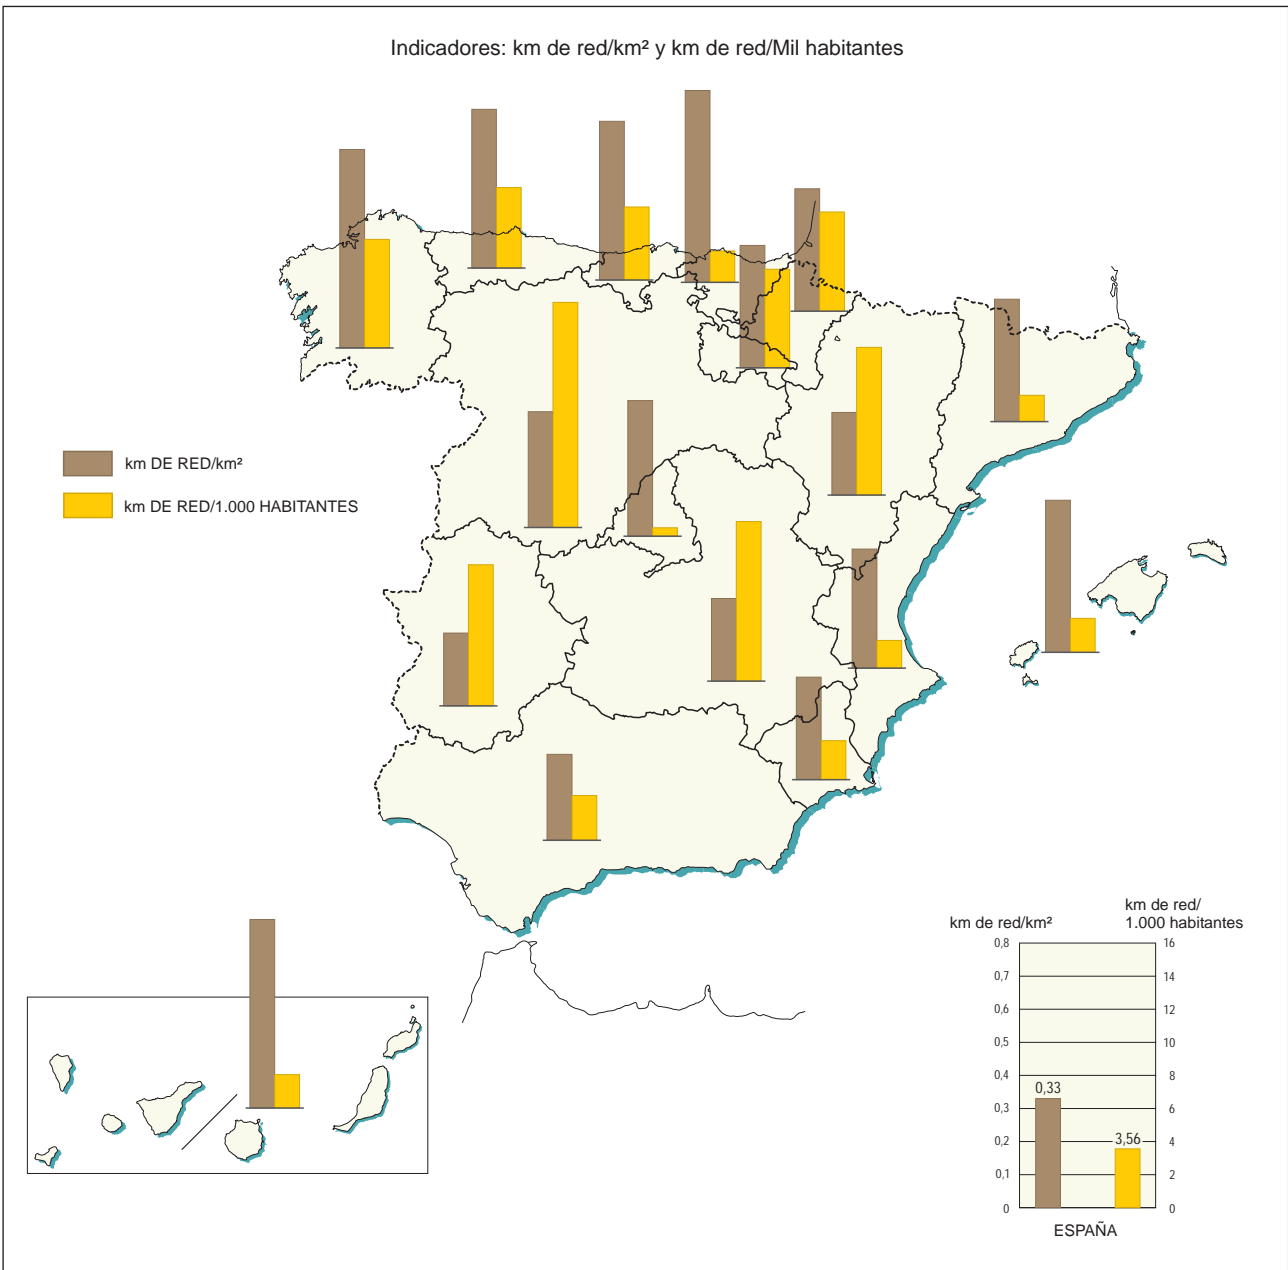 Indicadores: km de red/km² y km de red/Mil habitantes
km DE RED/km²
km DE RED/1.000 HABITANTES
km de red/km²
km de red/
1.000 habitantes
0,8
0,7
0,6
0,5
0,4
0,3
0,2
0,1
0
16
14
12
10
8
6
4
2
0
0,33
3,56
ESPAÑA